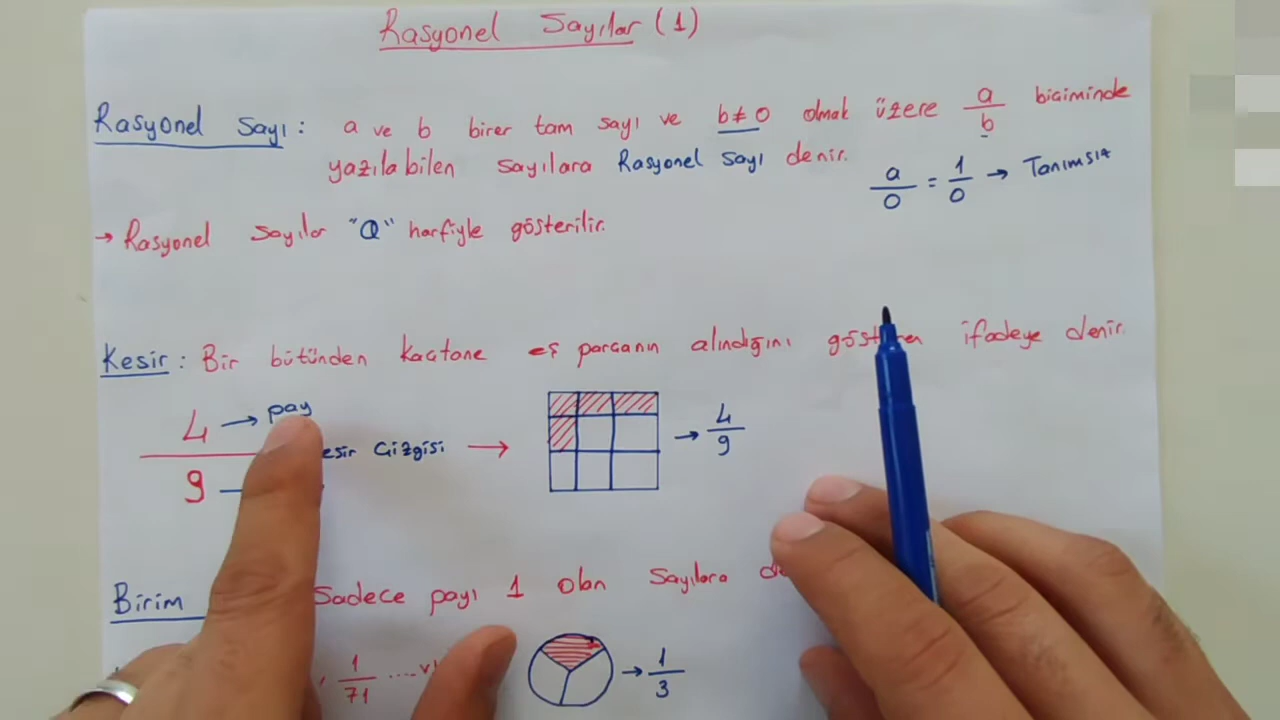 Rasyonel Sayılar (1)
Rasyonel Sayı: a ve b birer tam sayı ve b≠0 olmak üzere a/b biçiminde
yazılabilen sayılara Rasyonel sayı denir.
a/0 = 1/0 → Tanımsız
→ Rasyonel sayılar "Q" harfiyle gösterilir.
Kesir: Bir bütünden kaçtane eş parçanın alındığını gösteren ifadeye denir.
4 → pay
Çizgisi → → 4/9
9
Birim Sadece payı 1 olan sayılara
, 1/71 .... → 1/3